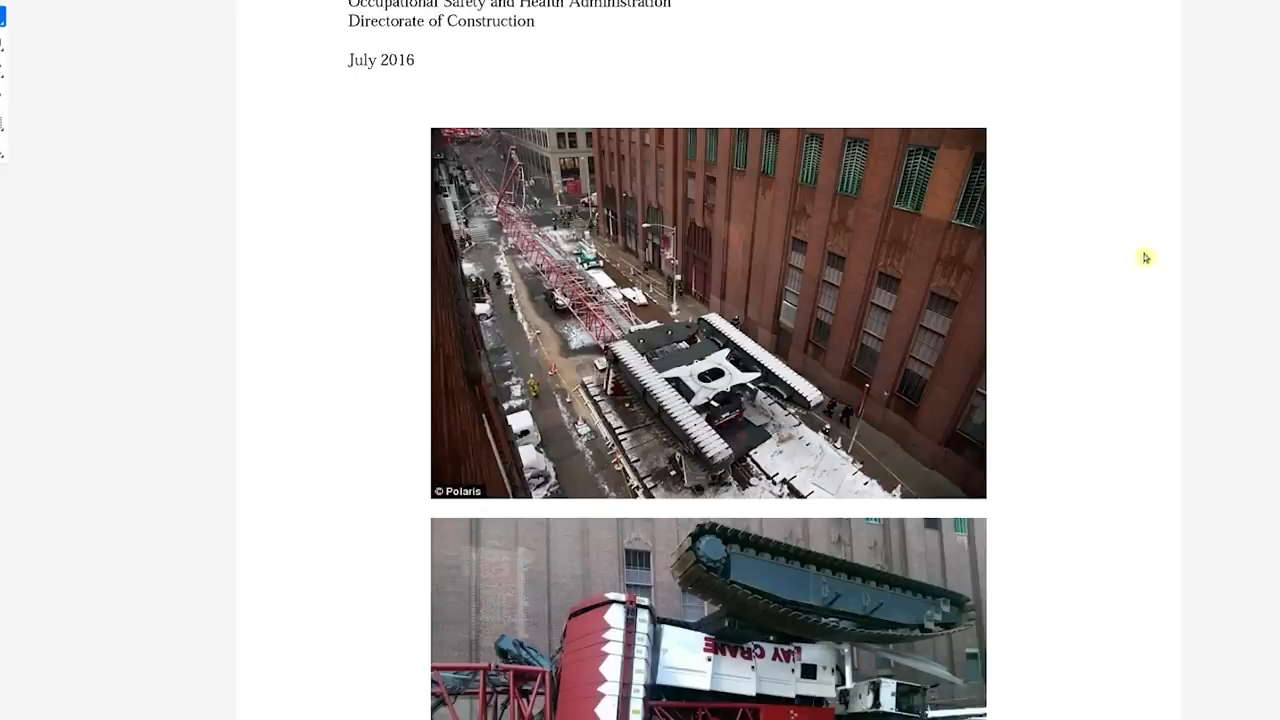 Occupational Safety and Health Administration
Directorate of Construction
July 2016
© Polaris
AY CRANE